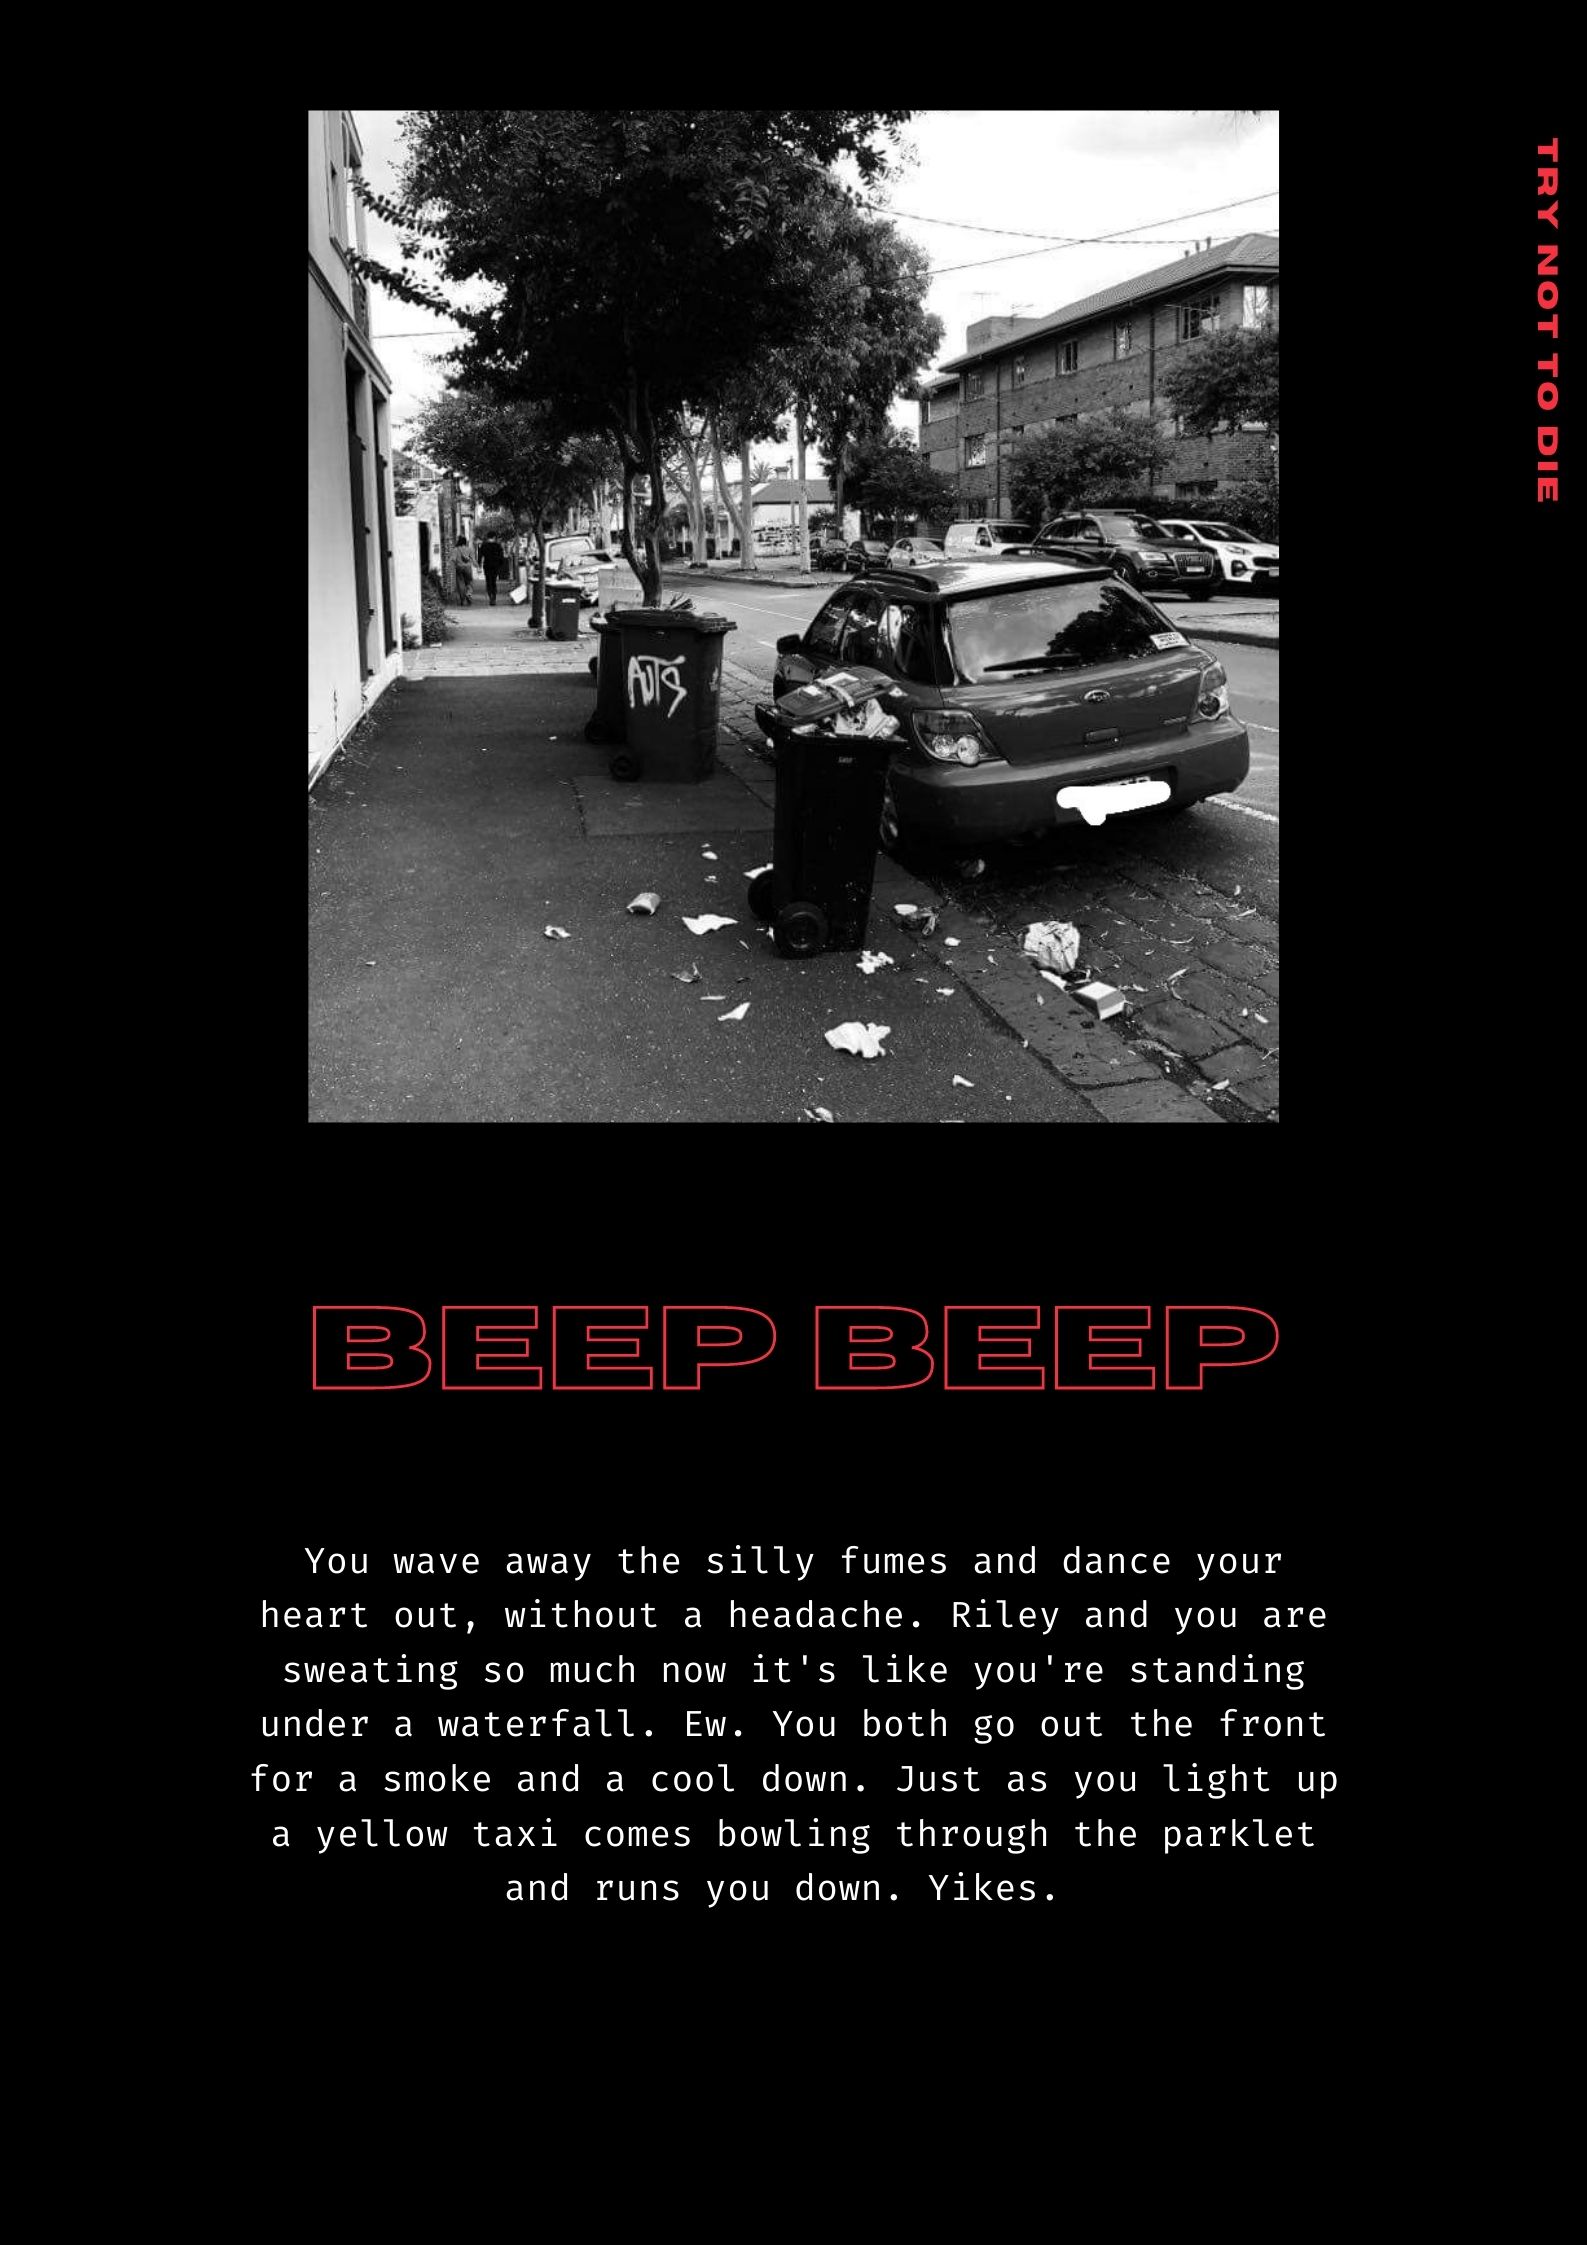 TRY NOT TO DIE
AUTS
BEEP BEEP
You wave away the silly fumes and dance your
heart out, without a headache. Riley and you are
sweating so much now it's like you're standing
under a waterfall. Ew. You both go out the front
for a smoke and a cool down. Just as you light up
a yellow taxi comes bowling through the parklet
and runs you down. Yikes.